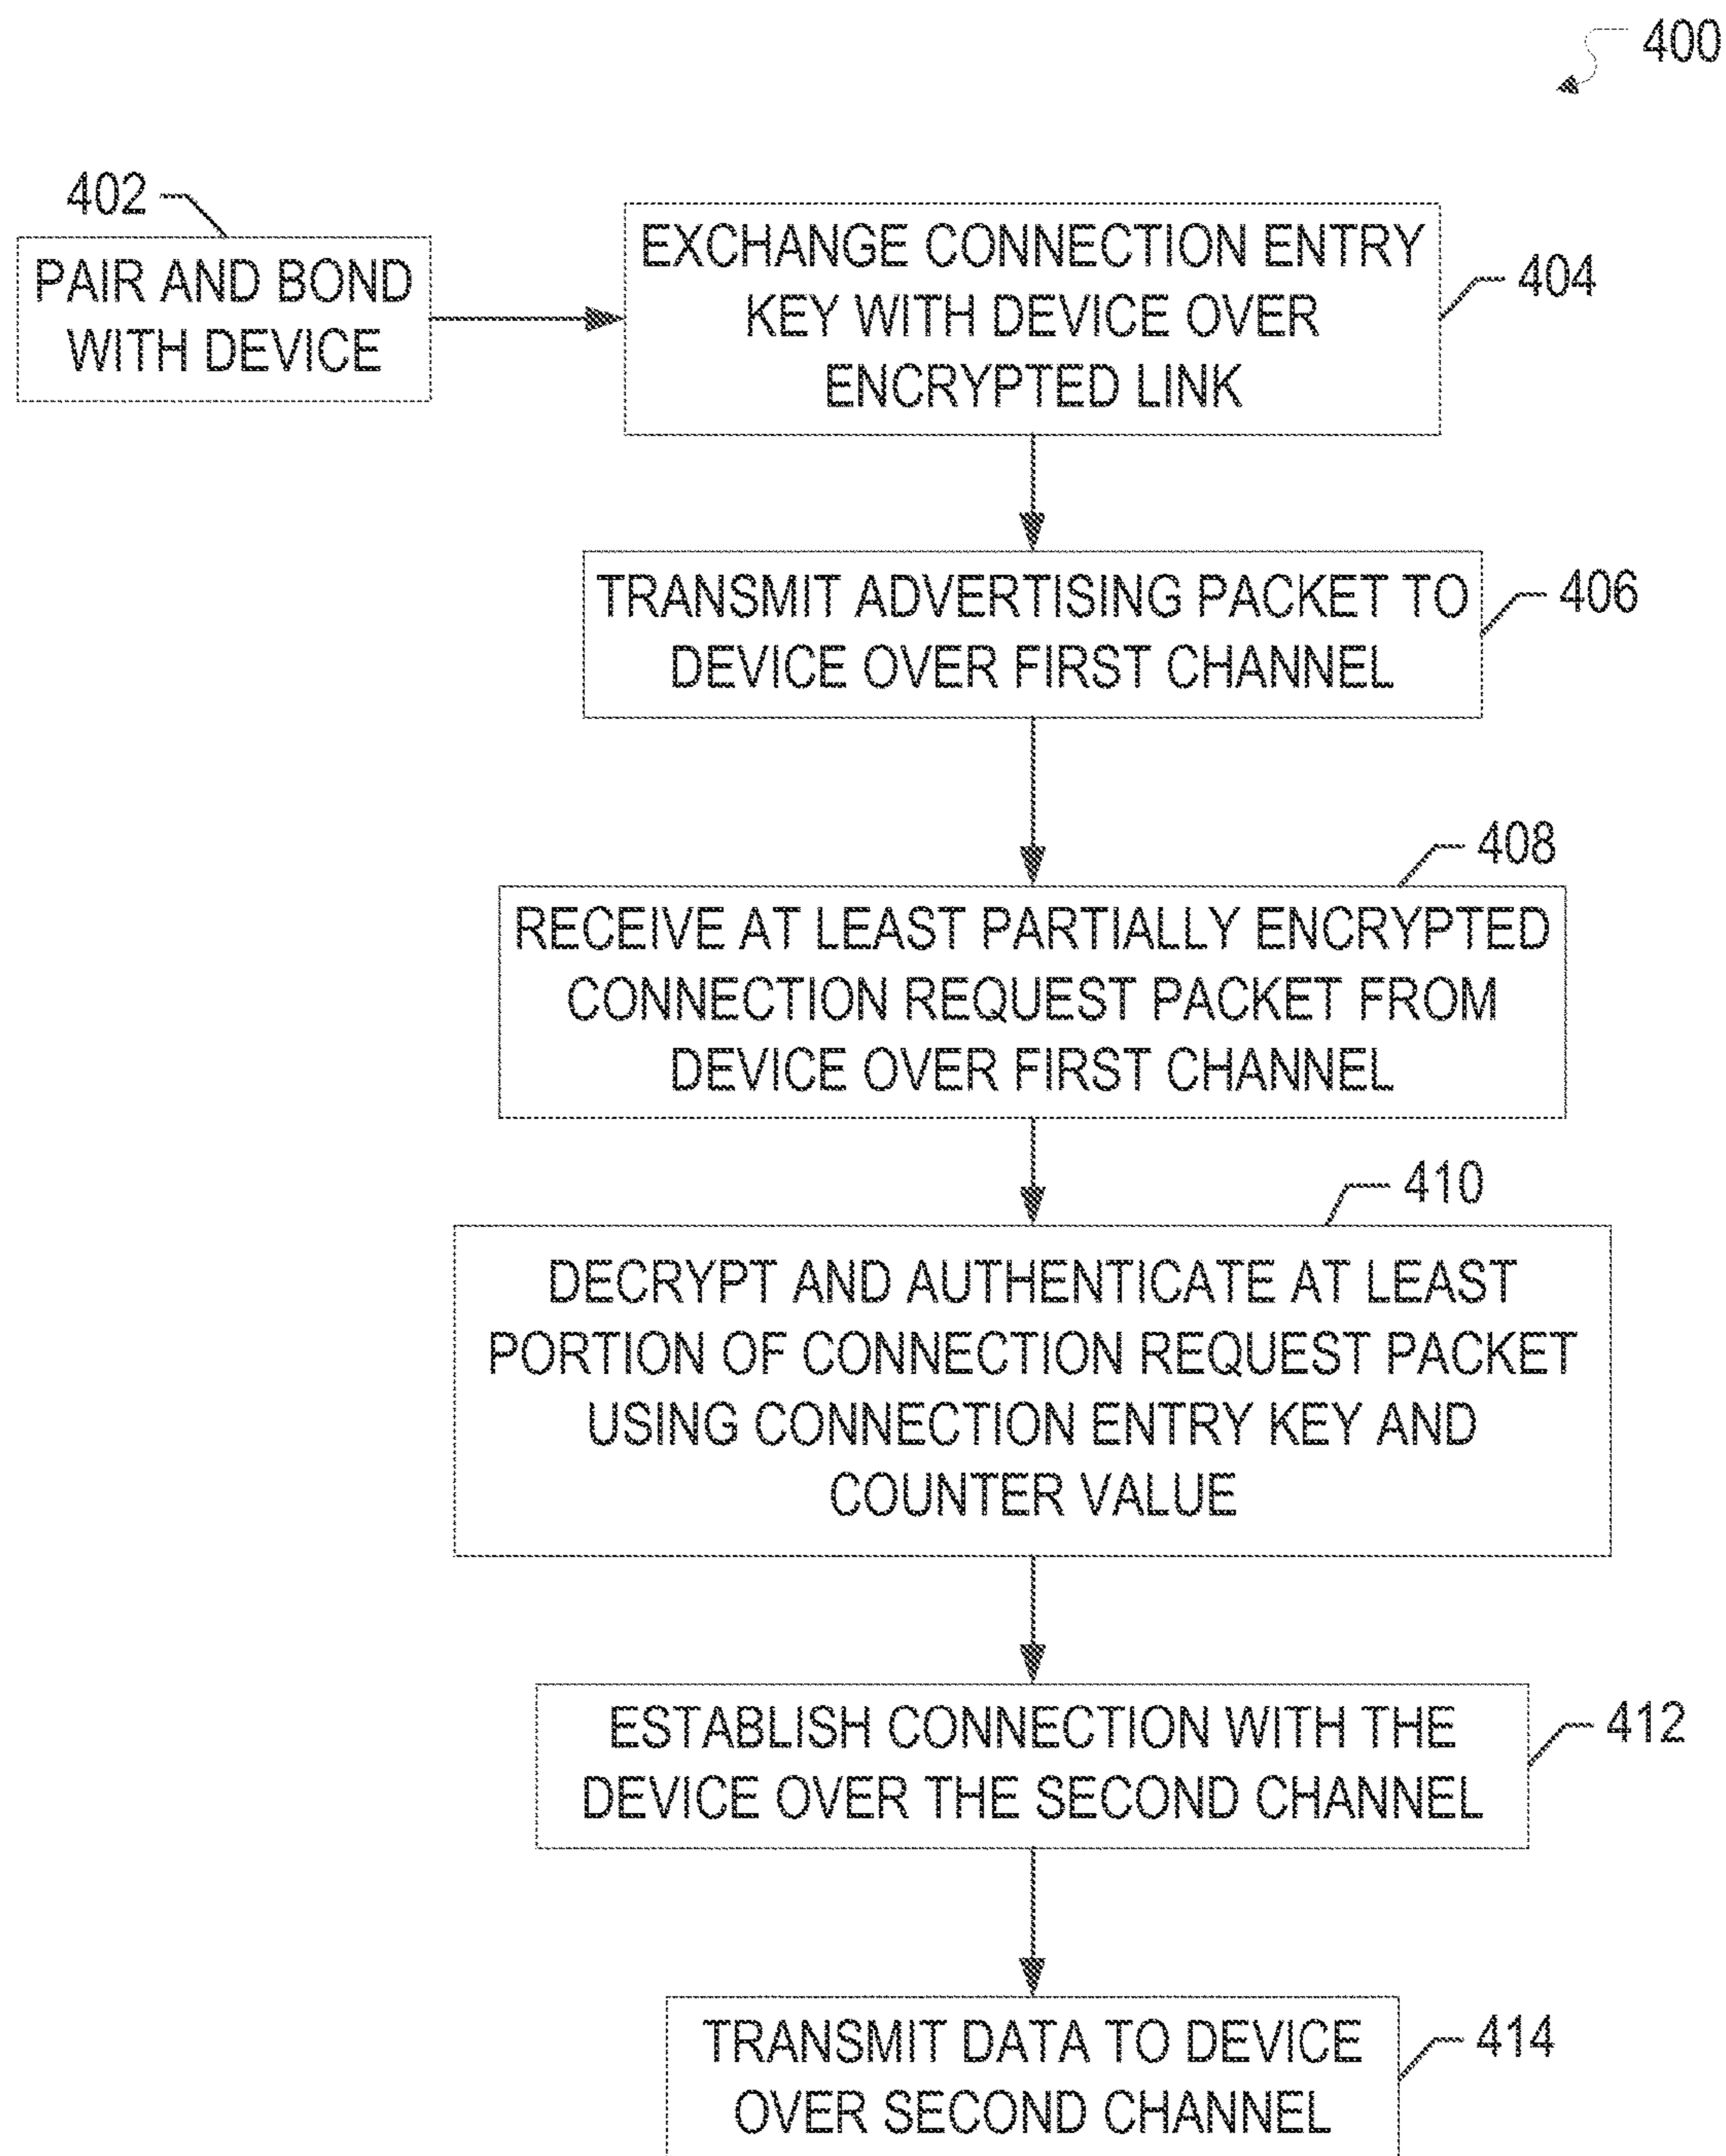 400
402
PAIR AND BOND
WITH DEVICE
EXCHANGE CONNECTION ENTRY
KEY WITH DEVICE OVER
ENCRYPTED LINK
404
TRANSMIT ADVERTISING PACKET TO
DEVICE OVER FIRST CHANNEL
406
408
RECEIVE AT LEAST PARTIALLY ENCRYPTED
CONNECTION REQUEST PACKET FROM
DEVICE OVER FIRST CHANNEL
410
DECRYPT AND AUTHENTICATE AT LEAST
PORTION OF CONNECTION REQUEST PACKET
USING CONNECTION ENTRY KEY AND
COUNTER VALUE
ESTABLISH CONNECTION WITH THE
DEVICE OVER THE SECOND CHANNEL
412
TRANSMIT DATA TO DEVICE
OVER SECOND CHANNEL
414